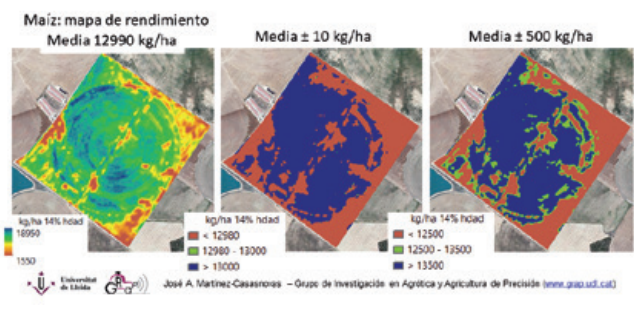 Maíz: mapa de rendimiento
Media 12990 kg/ha
Media ± 10 kg/ha
Media ± 500 kg/ha
kg/ha 14% hdad
18950
1550
kg/ha 14% hdad
< 12980
12980 - 13000
> 13000
kg/ha 14% hdad
< 12500
12500 - 13500
> 13500
Universitat
de Lleida
José A. Martínez-Casasnovas – Grupo de Investigación en Agrótica y Agricultura de Precisión (www.grap.udl.cat)